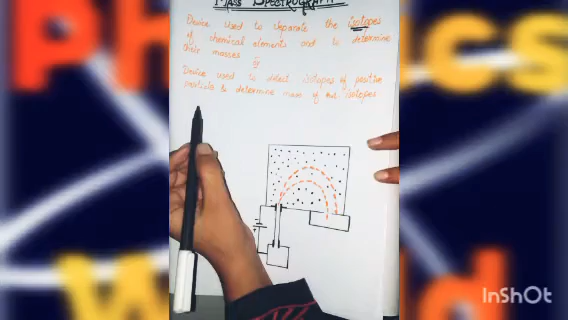 MASS SPECTROGRAPH
Device used to separate the isotopes
of chemical elements and to determine
their masses
or
Device used to detect isotopes of positive
particle & determine mass of the isotopes
InShOt